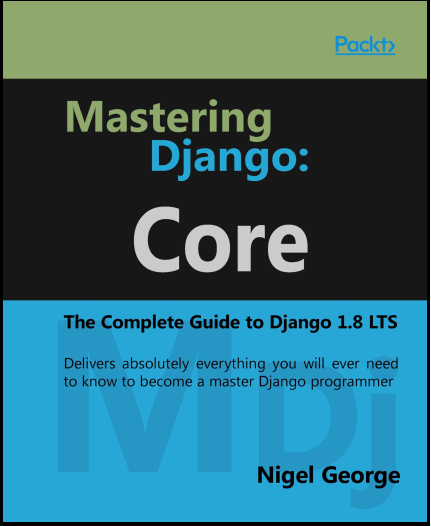 Packt>
Mastering
Django:
Core
The Complete Guide to Django 1.8 LTS
Delivers absolutely everything you will ever need
to know to become a master Django programmer
MDj
Nigel George